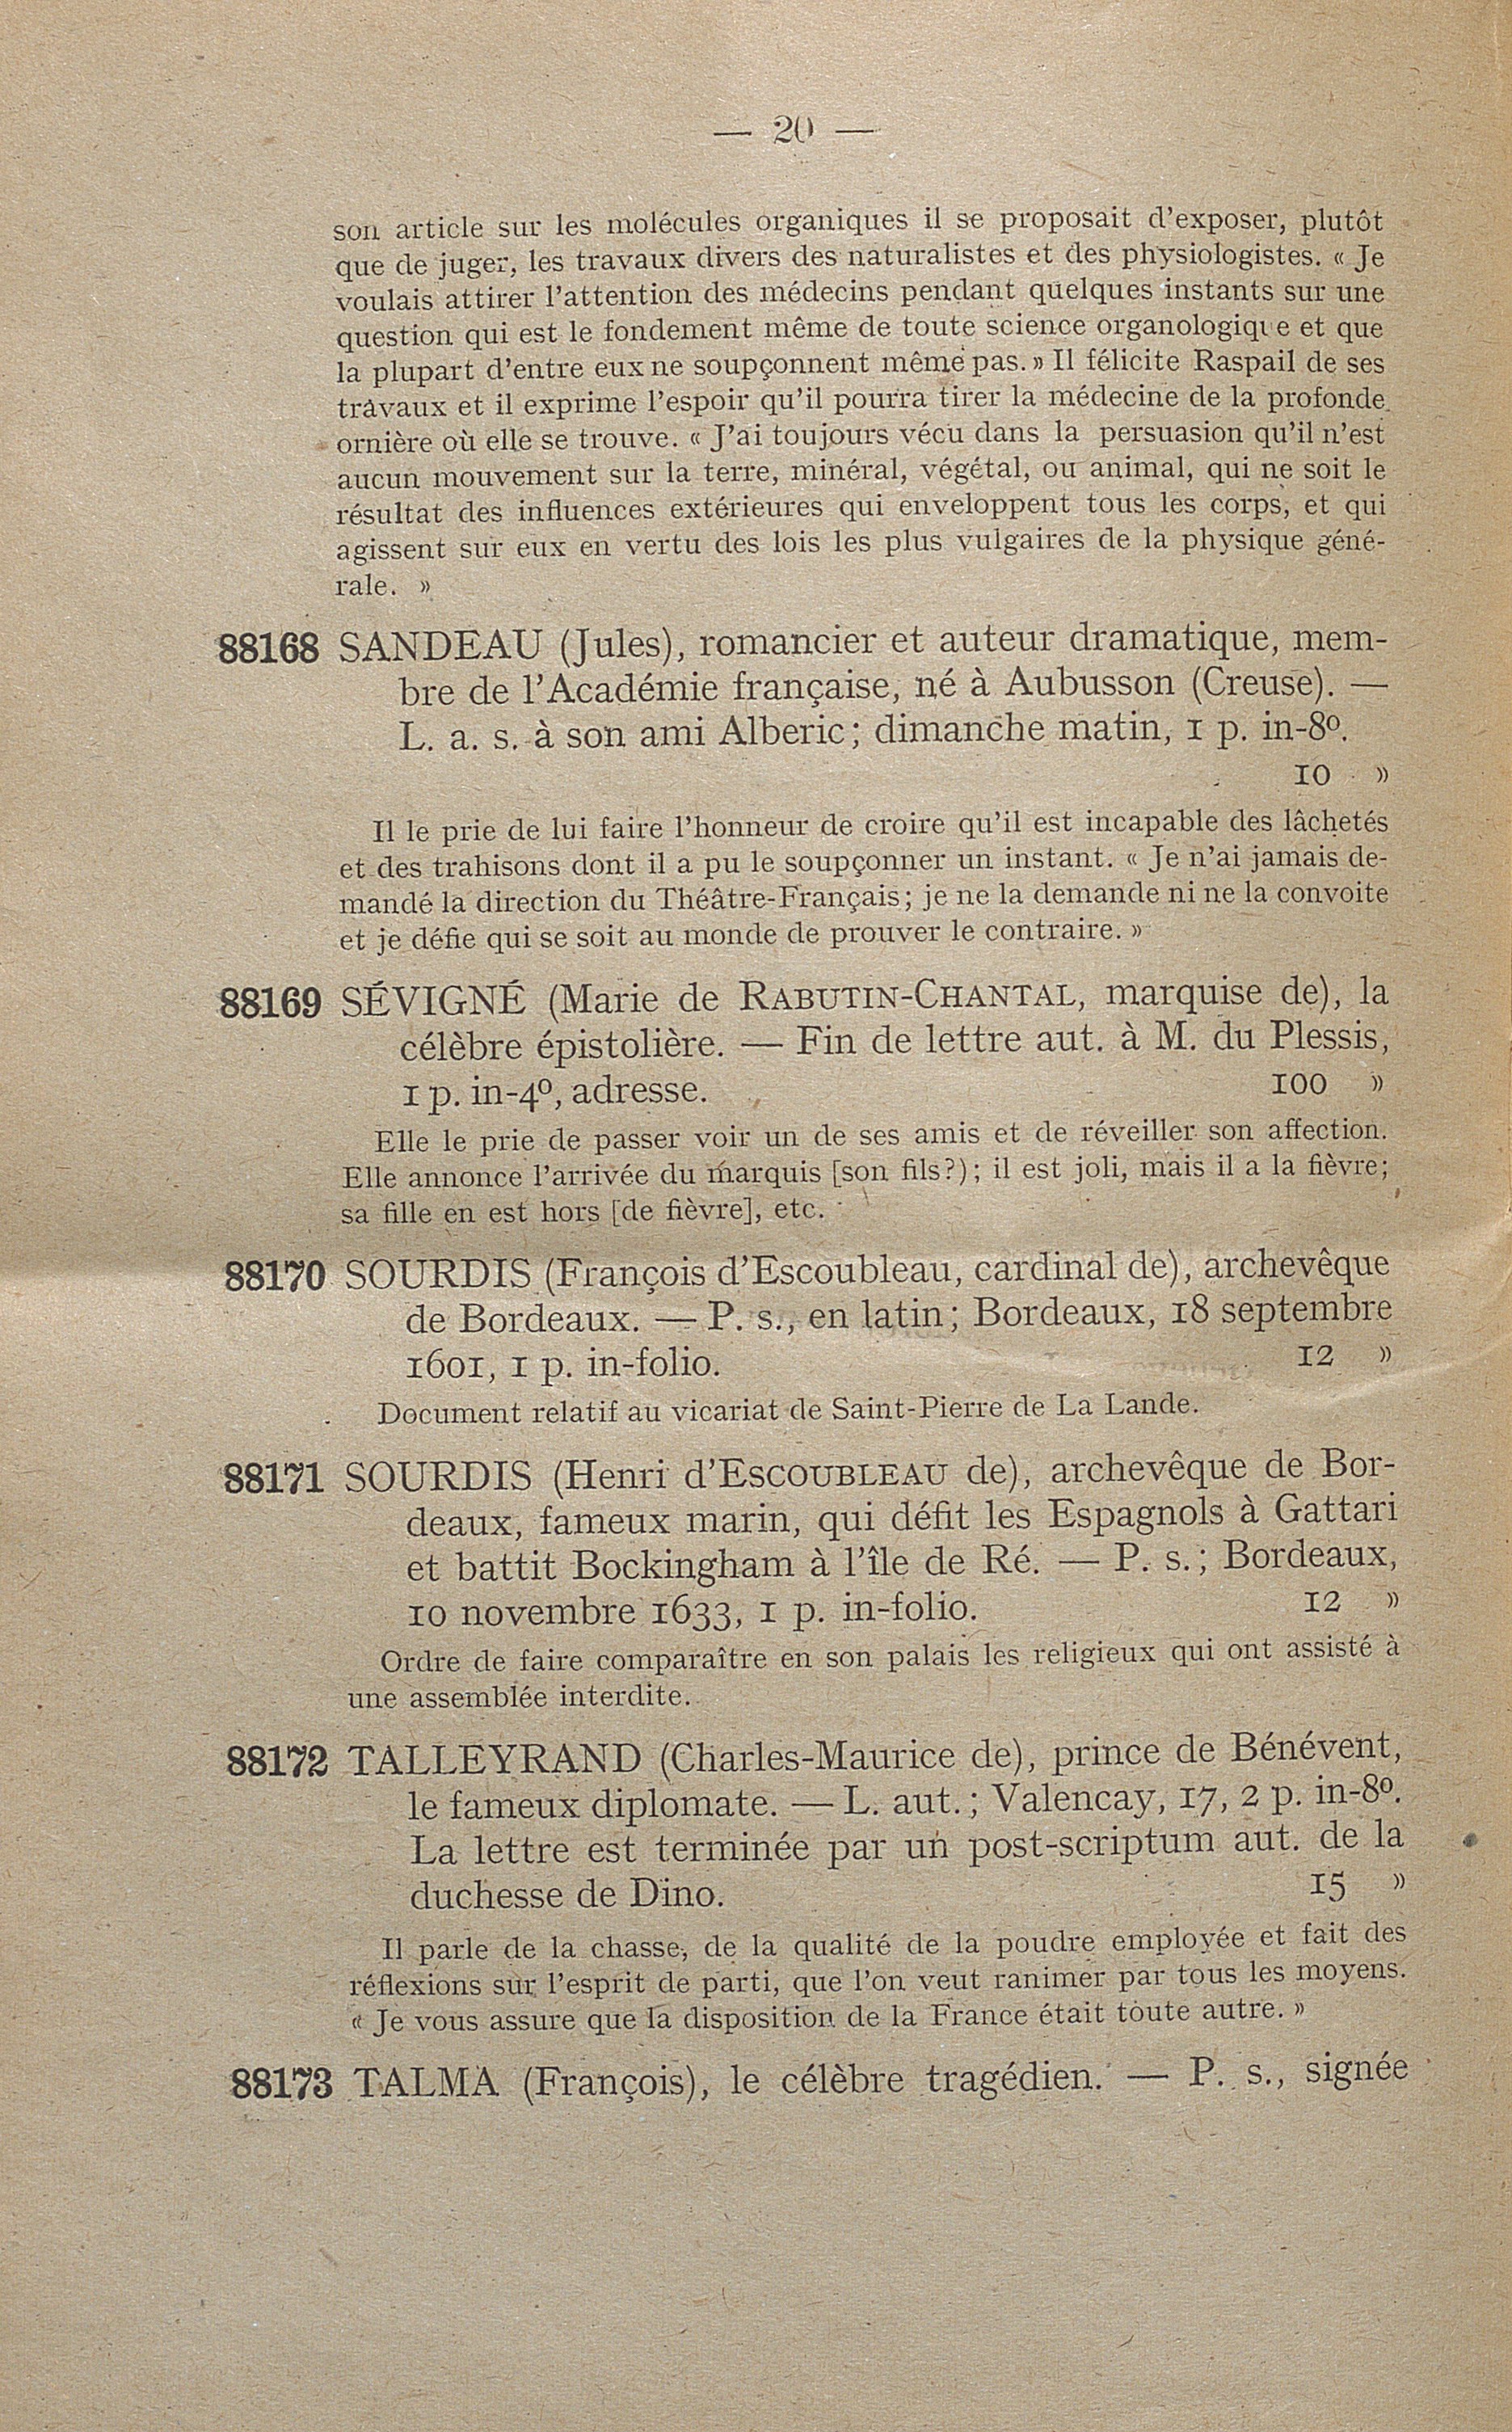 — 20 —
son article sur les molécules organiques il se proposait d'exposer, plutôt
que de juger, les travaux divers des naturalistes et des physiologistes. « Je
voulais attirer l'attention des médecins pendant quelques instants sur une
question qui est le fondement même de toute science organologique et que
la plupart d'entre eux ne soupçonnent même pas. » Il félicite Raspail de ses
travaux et il exprime l'espoir qu'il pourra tirer la médecine de la profonde
ornière où elle se trouve. « J'ai toujours vécu dans la persuasion qu'il n'est
aucun mouvement sur la terre, minéral, végétal, ou animal, qui ne soit le
résultat des influences extérieures qui enveloppent tous les corps, et qui
agissent sur eux en vertu des lois les plus vulgaires de la physique géné-
rale. »
88168 SANDEAU (Jules), romancier et auteur dramatique, mem-
bre de l'Académie française, né à Aubusson (Creuse). —
L. a. s. à son ami Alberic; dimanche matin, 1 p. in-8º.
10 »
Il le prie de lui faire l'honneur de croire qu'il est incapable des lâchetés
et des trahisons dont il a pu le soupçonner un instant. « Je n'ai jamais de-
mandé la direction du Théâtre-Français; je ne la demande ni ne la convoite
et je défie qui se soit au monde de prouver le contraire. »
88169 SÉVIGNÉ (Marie de RABUTIN-CHANTAL, marquise de), la
célèbre épistolière. — Fin de lettre aut. à M. du Plessis,
1 p. in-4º, adresse. 100 »
Elle le prie de passer voir un de ses amis et de réveiller son affection.
Elle annonce l'arrivée du marquis [son fils?); il est joli, mais il a la fièvre;
sa fille en est hors [de fièvre], etc.
88170 SOURDIS (François d'Escoubleau, cardinal de), archevêque
de Bordeaux. — P. s., en latin; Bordeaux, 18 septembre
1601, 1 p. in-folio. 12 »
Document relatif au vicariat de Saint-Pierre de La Lande.
88171 SOURDIS (Henri d'ESCOUBLEAU de), archevêque de Bor-
deaux, fameux marin, qui défit les Espagnols à Gattari
et battit Bockingham à l'île de Ré. — P. s.; Bordeaux,
10 novembre 1633, 1 p. in-folio. 12 »
Ordre de faire comparaître en son palais les religieux qui ont assisté à
une assemblée interdite.
88172 TALLEYRAND (Charles-Maurice de), prince de Bénévent,
le fameux diplomate. — L. aut.; Valencay, 17, 2 p. in-8º.
La lettre est terminée par un post-scriptum aut. de la
duchesse de Dino. 15 »
Il parle de la chasse, de la qualité de la poudre employée et fait des
réflexions sur l'esprit de parti, que l'on veut ranimer par tous les moyens.
« Je vous assure que la disposition de la France était toute autre. »
88173 TALMA (François), le célèbre tragédien. — P. s., signée